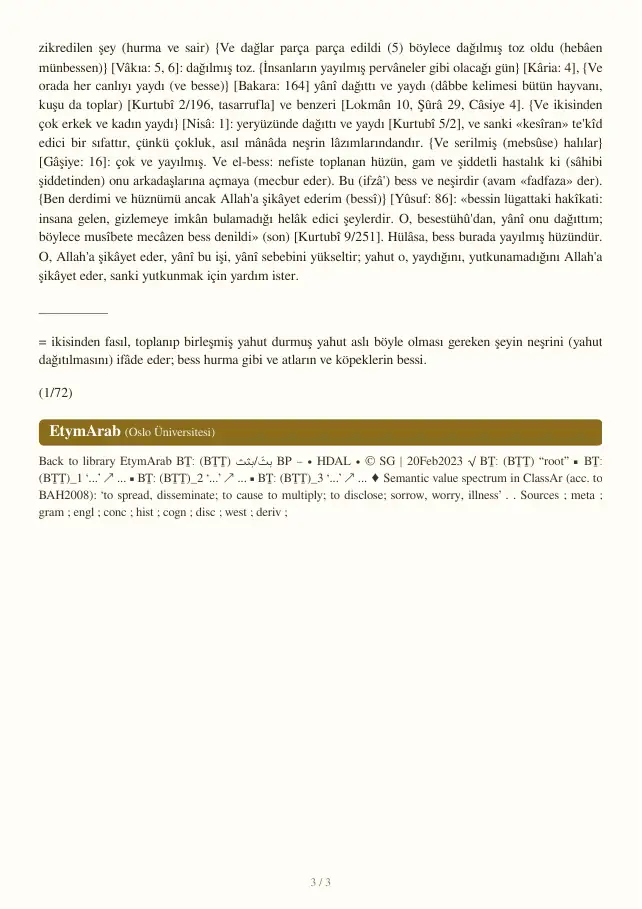 zikredilen şey (hurma ve sair) {Ve dağlar parça parça edildi (5) böylece dağılmış toz oldu (hebâen
münbessen)} [Vâkıa: 5, 6]: dağılmış toz. {İnsanların yayılmış pervâneler gibi olacağı gün} [Kâria: 4], {Ve
orada her canlıyı yaydı (ve besse)} [Bakara: 164] yânî dağıttı ve yaydı (dâbbe kelimesi bütün hayvanı,
kuşu da toplar) [Kurtubî 2/196, tasarrufla] ve benzeri [Lokmân 10, Şûrâ 29, Câsiye 4]. {Ve ikisinden
çok erkek ve kadın yaydı} [Nisâ: 1]: yeryüzünde dağıttı ve yaydı [Kurtubî 5/2], ve sanki «kesîran» te'kîd
edici bir sıfattır, çünkü çokluk, asıl mânâda neşrin lâzımlarındandır. {Ve serilmiş (mebsûse) halılar}
[Gâşiye: 16]: çok ve yayılmış. Ve el-bess: nefiste toplanan hüzün, gam ve şiddetli hastalık ki (sâhibi
şiddetinden) onu arkadaşlarına açmaya (mecbur eder). Bu (ifzâ') bess ve neşirdir (avam «fadfaza» der).
{Ben derdimi ve hüznümü ancak Allah'a şikâyet ederim (bessî)} [Yûsuf: 86]: «bessin lügattaki hakîkati:
insana gelen, gizlemeye imkân bulamadığı helâk edici şeylerdir. O, besestühû'dan, yânî onu dağıttım;
böylece musîbete mecâzen bess denildi» (son) [Kurtubî 9/251]. Hülâsa, bess burada yayılmış hüzündür.
O, Allah'a şikâyet eder, yânî bu işi, yânî sebebini yükseltir; yahut o, yaydığını, yutkunamadığını Allah'a
şikâyet eder, sanki yutkunmak için yardım ister.
= ikisinden fasıl, toplanıp birleşmiş yahut durmuş yahut aslı böyle olması gereken şeyin neşrini (yahut
dağıtılmasını) ifâde eder; bess hurma gibi ve atların ve köpeklerin bessi.
(1/72)
EtymArab (Oslo Üniversitesi)
Back to library EtymArab BṮ: (BṮṮ) بثّ/بثث BP – • HDAL • © SG | 20Feb2023 √ BṮ: (BṮṮ) “root” ▪ BṮ:
(BṮṮ)_1 ‘...’ ↗ ... ▪ BṮ: (BṮṮ)_2 ‘...’ ↗ ... ▪ BṮ: (BṮṮ)_3 ‘...’ ↗ ... ♦ Semantic value spectrum in ClassAr (acc. to
BAH2008): ‘to spread, disseminate; to cause to multiply; to disclose; sorrow, worry, illness’ . . Sources ; meta ;
gram ; engl ; conc ; hist ; cogn ; disc ; west ; deriv ;
3 / 3